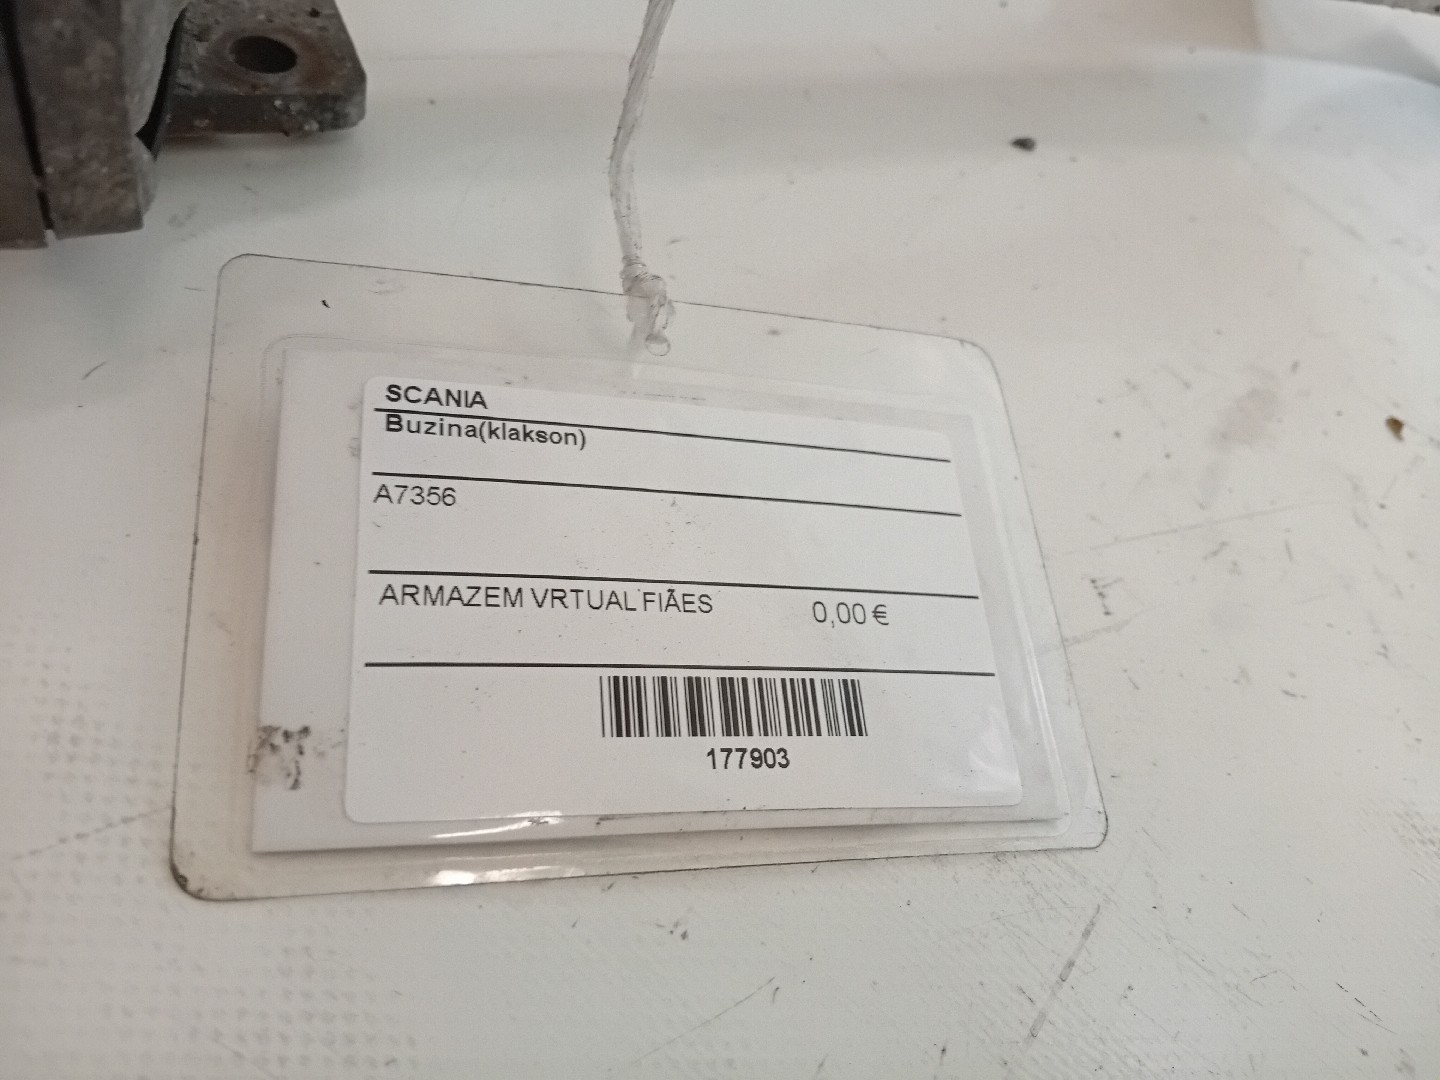 SCANIA
Buzina(klakson)
A7356
ARMAZEM VRTUAL FIÃES 0,00 €
177903